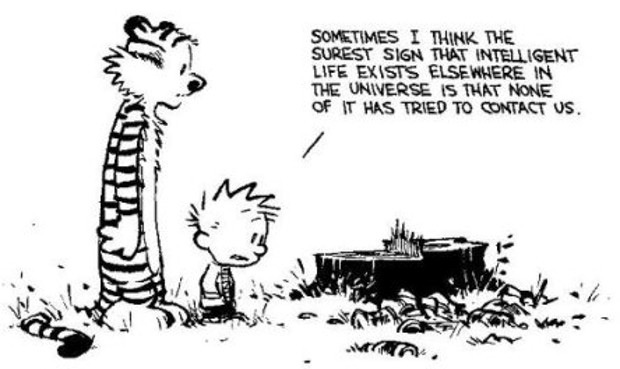 SOMETIMES I THINK THE
SUREST SIGN THAT INTELLIGENT
LIFE EXISTS ELSEWHERE IN
THE UNIVERSE IS THAT NONE
OF IT HAS TRIED TO CONTACT US.